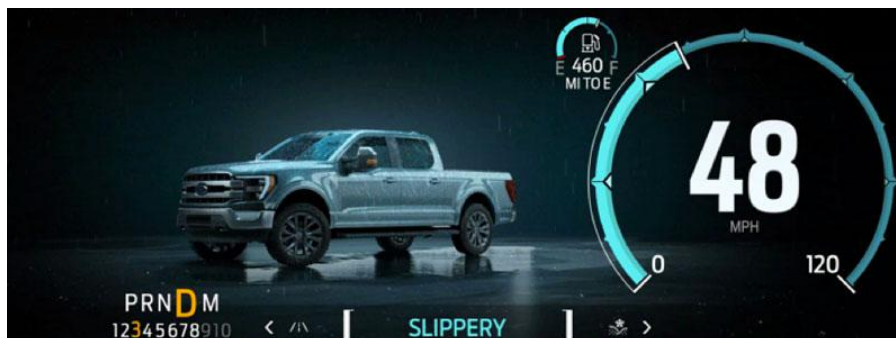 E 460 F
MI TO E
48
MPH
0
120
PRNDM
12345678910
< [ SLIPPERY ] >